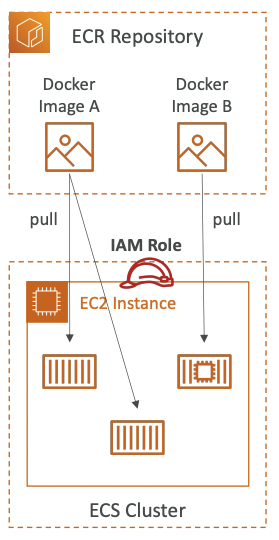 ECR Repository
Docker
Image A
Docker
Image B
pull
pull
IAM Role
EC2 Instance
ECS Cluster